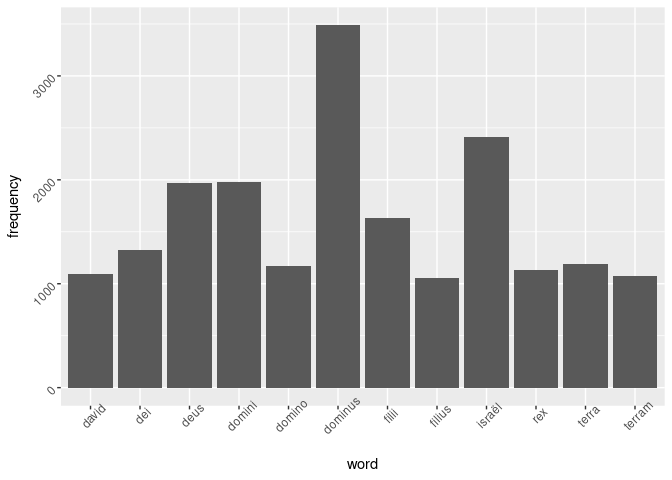 frequency
3000
2000
1000
0
david
dei
deus
domini
domino
dominus
filii
filius
israël
rex
terra
terram
word